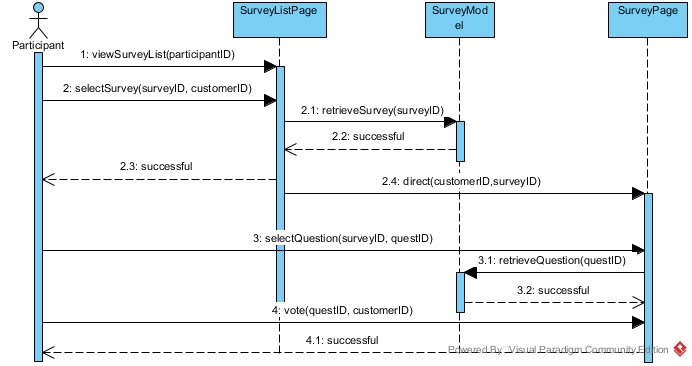 SurveyListPage
SurveyMod
el
SurveyPage
Participant
1: viewSurveyList(participantID)
2: selectSurvey(surveyID, customerID)
2.1: retrieveSurvey(surveyID)
2.2: successful
2.3: successful
2.4: direct(customerID,surveyID)
3: selectQuestion(surveyID, questID)
3.1: retrieveQuestion(questID)
3.2: successful
4: vote(questID, customerID)
4.1: successful
Powered By Visual Paradigm Community Edition